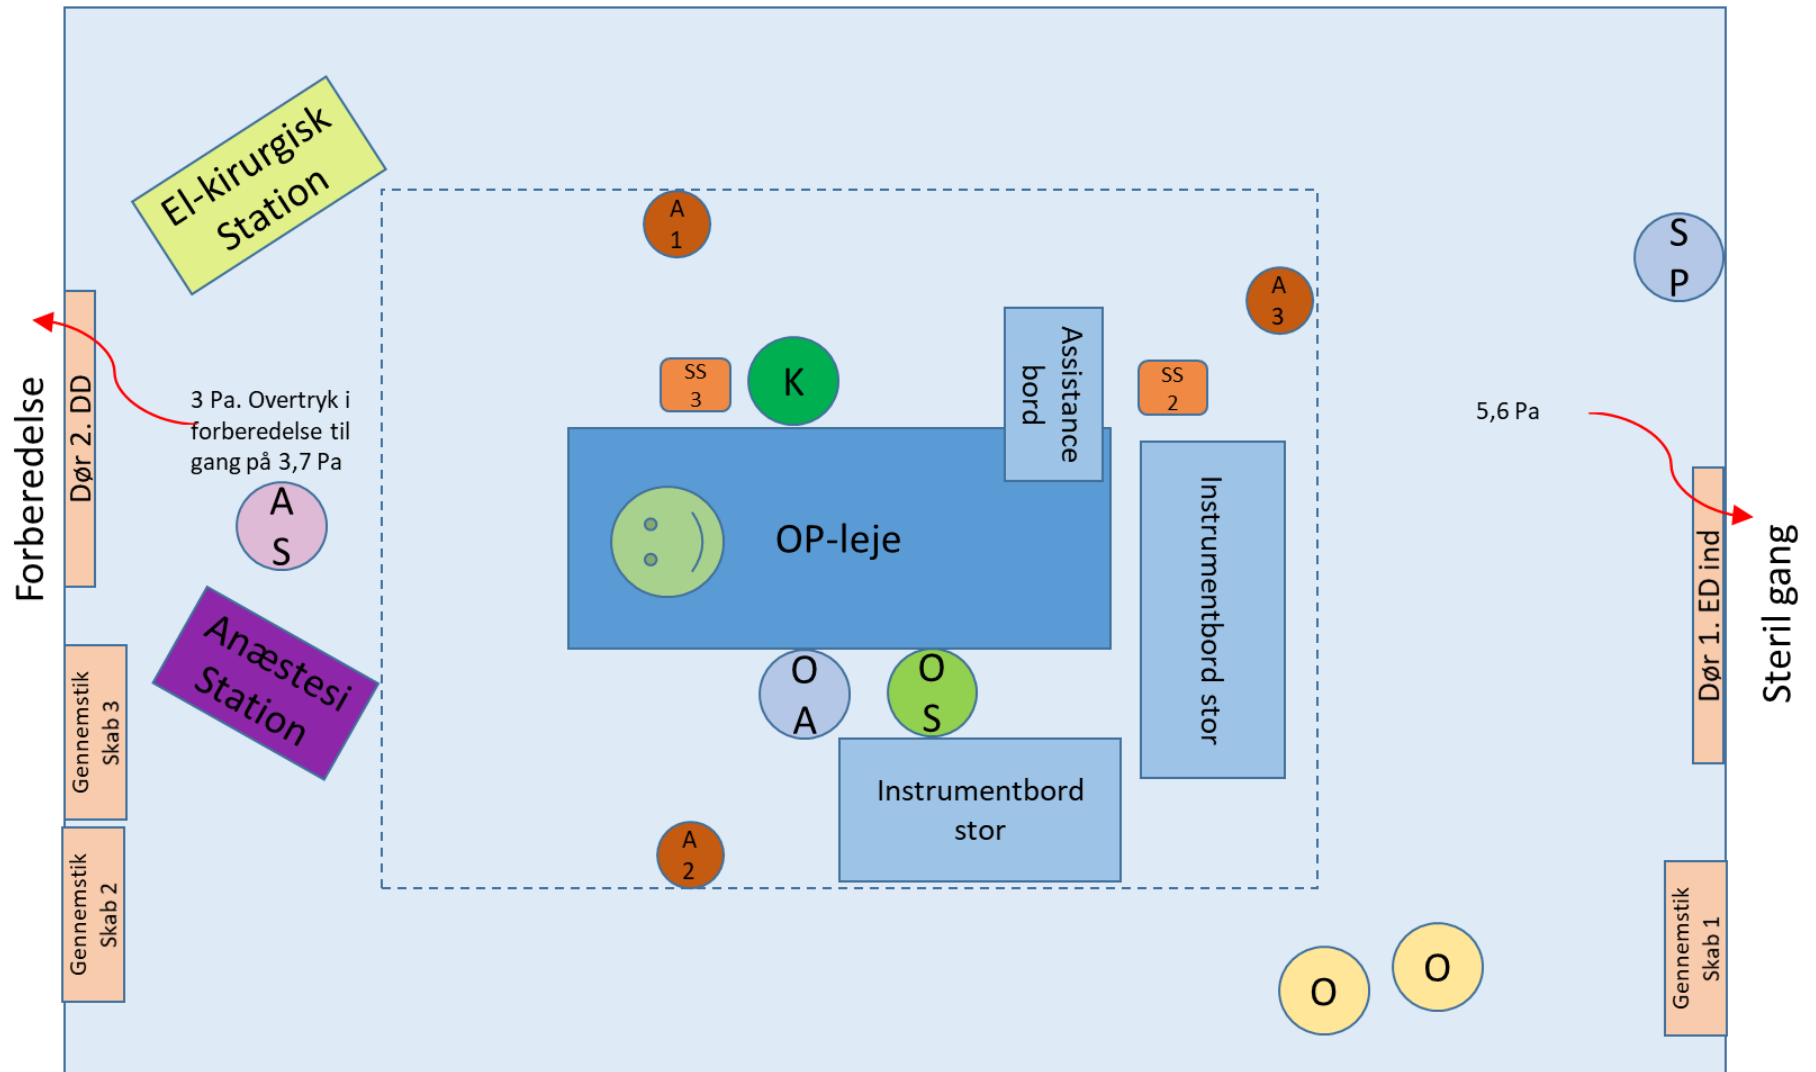 El-kirurgisk
Station
A
1
A
3
S
P
Forberedelse
Dør 2. DD
3 Pa. Overtryk i
forberedelse til
gang på 3,7 Pa
SS
3
K
Assistance
bord
SS
2
5,6 Pa
A
S
OP-leje
Instrumentbord stor
Dør 1. ED ind
Steril gang
Anæstesi
Station
Gennemstik
Skab 3
O
A
O
S
Instrumentbord
stor
A
2
Gennemstik
Skab 2
O
O
Gennemstik
Skab 1